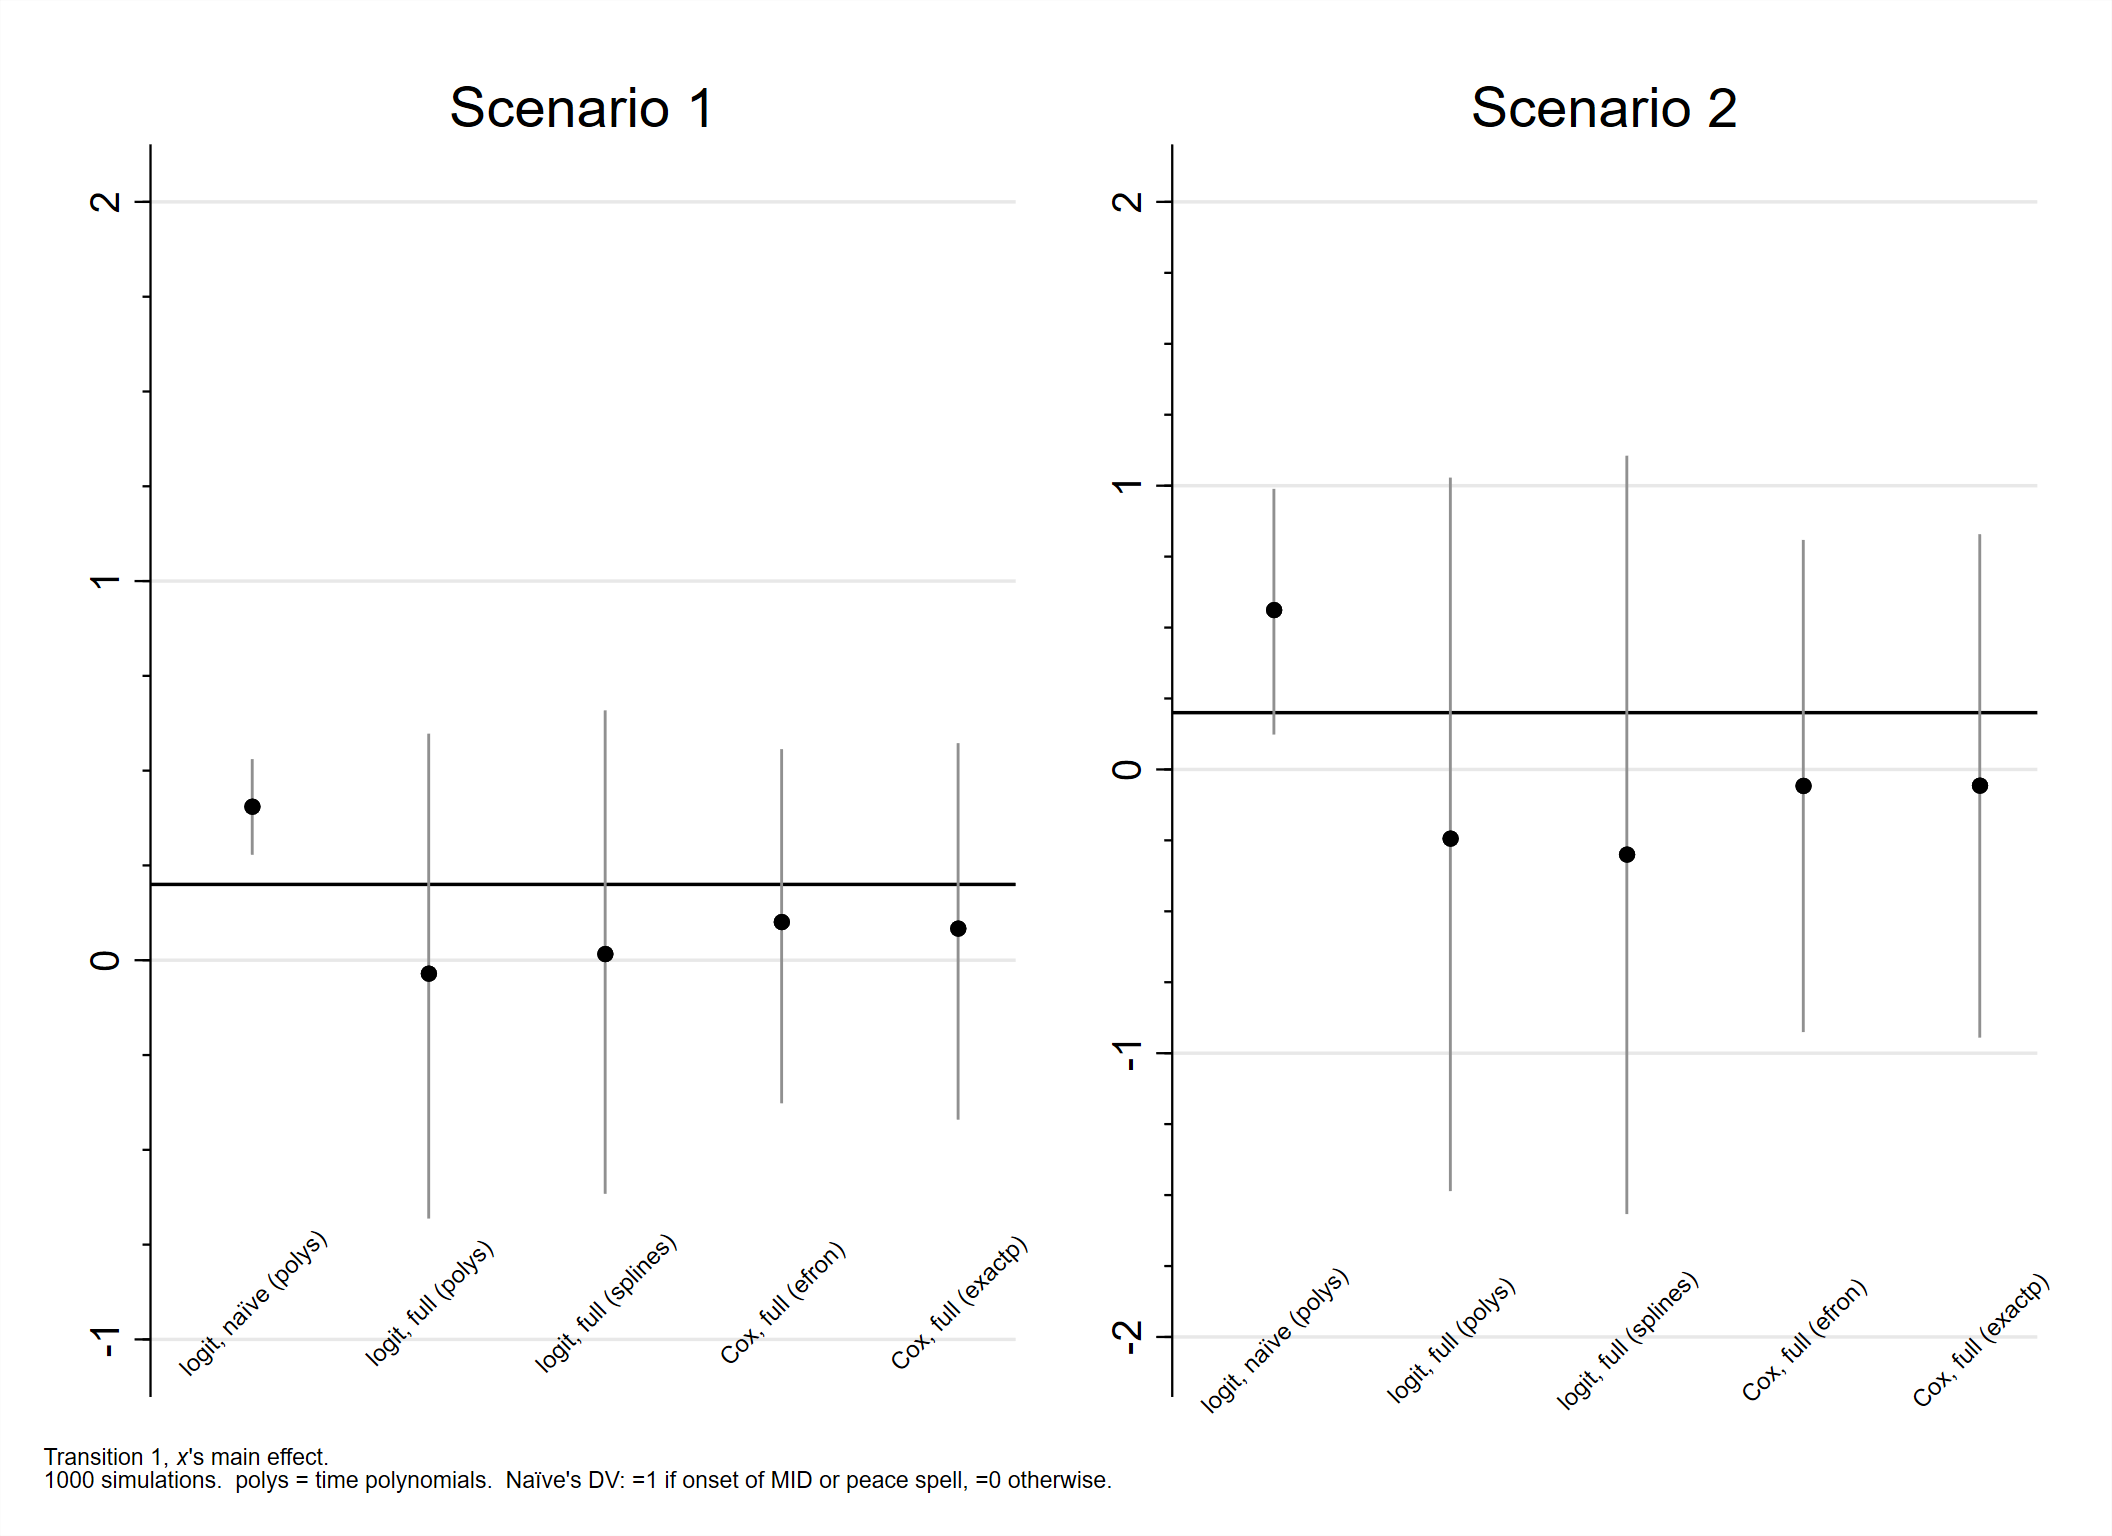 Scenario 1
2
1
0
-1
logit, naïve (polys)
logit, full (polys)
logit, full (splines)
Cox, full (efron)
Cox, full (exactp)
Scenario 2
2
1
0
-1
-2
logit, naïve (polys)
logit, full (polys)
logit, full (splines)
Cox, full (efron)
Cox, full (exactp)
Transition 1, x's main effect.
1000 simulations.  polys = time polynomials.  Naïve's DV: =1 if onset of MID or peace spell, =0 otherwise.